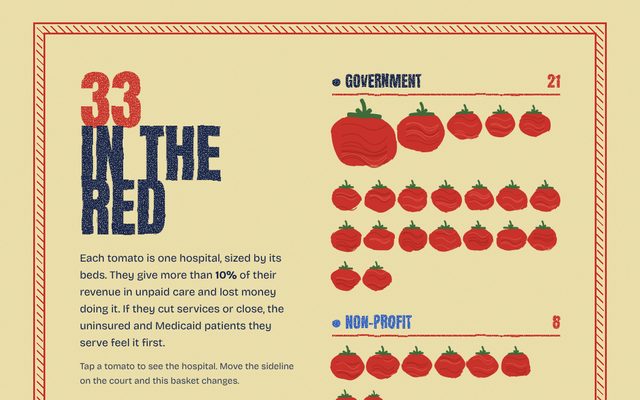 33
IN THE
RED
Each tomato is one hospital, sized by its
beds. They give more than 10% of their
revenue in unpaid care and lost money
doing it. If they cut services or close, the
uninsured and Medicaid patients they
serve feel it first.
Tap a tomato to see the hospital. Move the sideline
on the court and this basket changes.
GOVERNMENT 21
NON-PROFIT 8